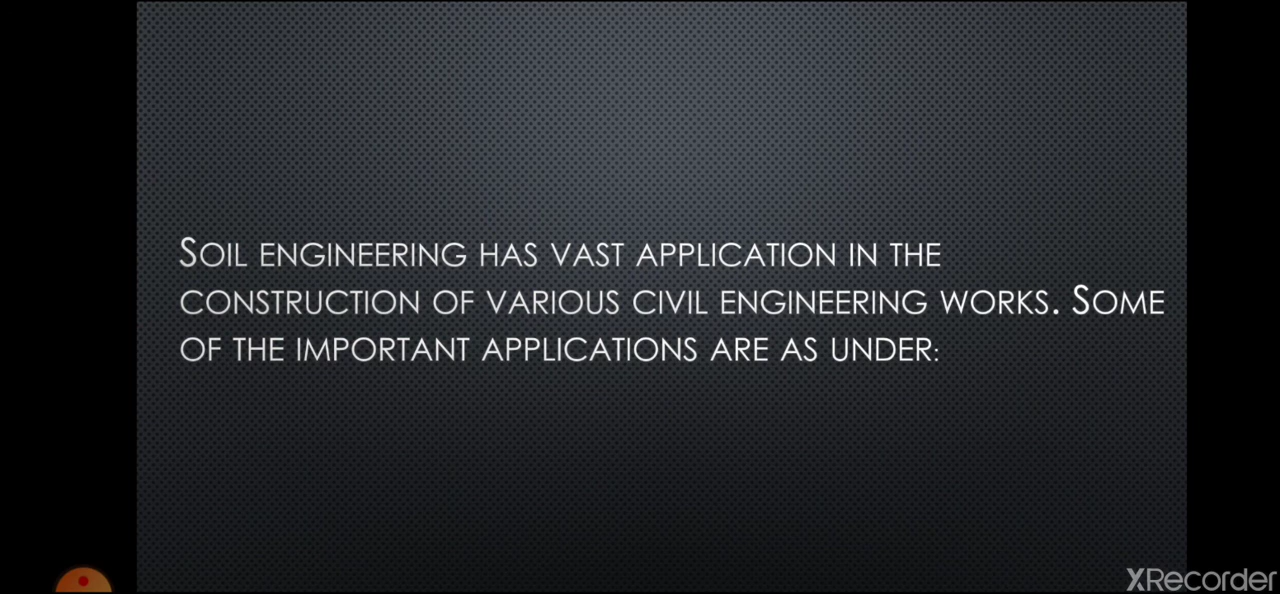 SOIL ENGINEERING HAS VAST APPLICATION IN THE
CONSTRUCTION OF VARIOUS CIVIL ENGINEERING WORKS. SOME
OF THE IMPORTANT APPLICATIONS ARE AS UNDER:
XRecorder